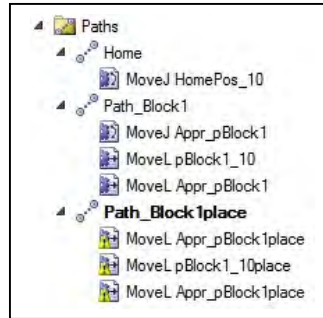 Paths
Home
MoveJ HomePos_10
Path_Block1
MoveJ Appr_pBlock1
MoveL pBlock1_10
MoveL Appr_pBlock1
Path_Block1place
MoveL Appr_pBlock1place
MoveL pBlock1_10place
MoveL Appr_pBlock1place